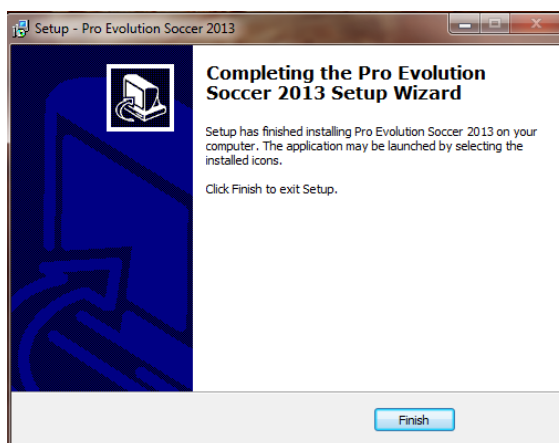 Setup - Pro Evolution Soccer 2013
Completing the Pro Evolution
Soccer 2013 Setup Wizard
Setup has finished installing Pro Evolution Soccer 2013 on your
computer. The application may be launched by selecting the
installed icons.
Click Finish to exit Setup.
Finish